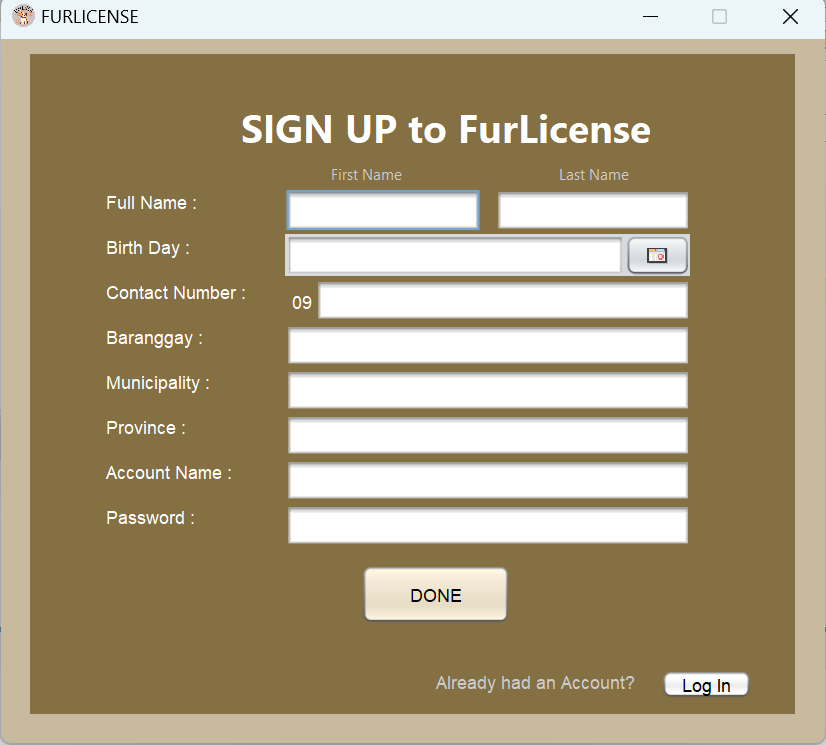 FURLICENSE
SIGN UP to FurLicense
First Name Last Name
Full Name :
Birth Day :
Contact Number : 09
Baranggay :
Municipality :
Province :
Account Name :
Password :
DONE
Already had an Account? Log In